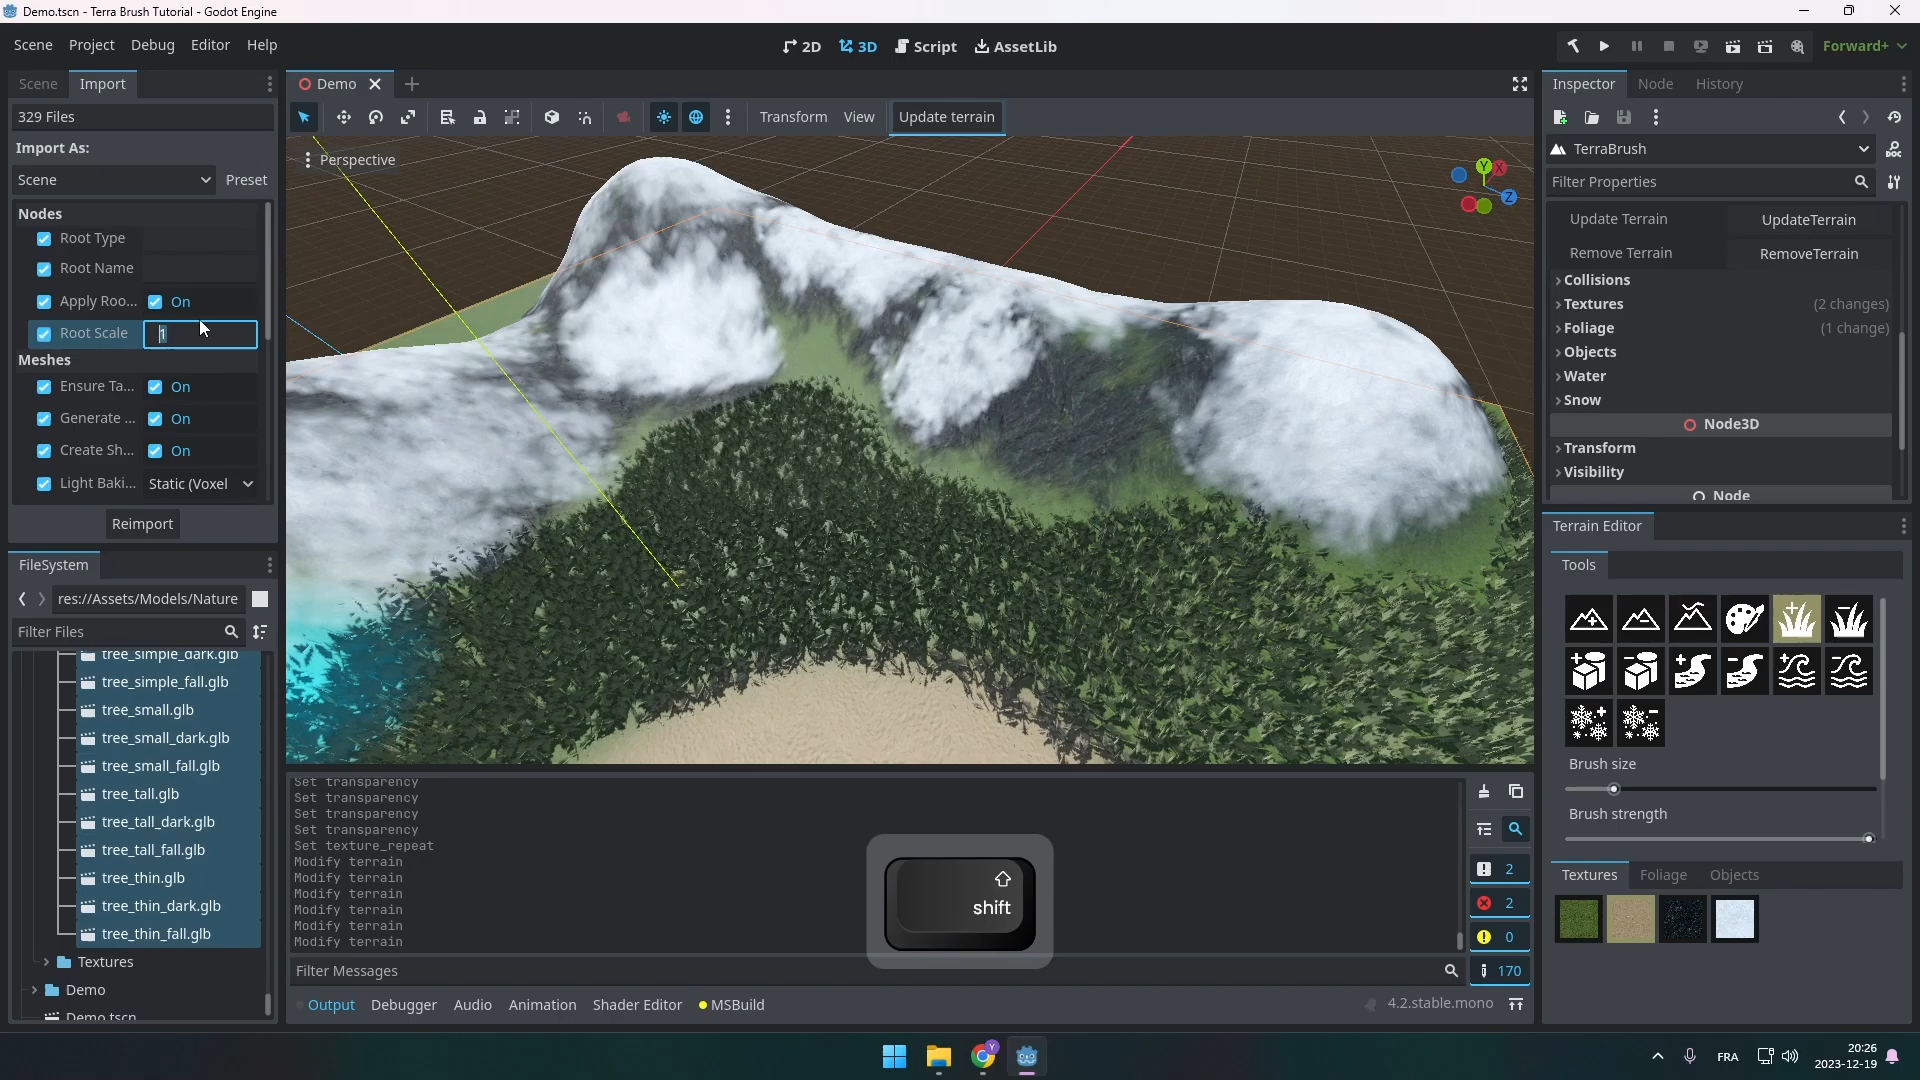 Demo.tscn - Terra Brush Tutorial - Godot Engine
Scene Project Debug Editor Help
2D 3D Script AssetLib
Forward+
Scene Import
329 Files
Import As:
Scene Preset
Nodes
Root Type
Root Name
Apply Roo... On
Root Scale 1
Meshes
Ensure Ta... On
Generate ... On
Create Sh... On
Light Baki... Static (Voxel
Reimport
FileSystem
res://Assets/Models/Nature
Filter Files
tree_simple_dark.glb
tree_simple_fall.glb
tree_small.glb
tree_small_dark.glb
tree_small_fall.glb
tree_tall.glb
tree_tall_dark.glb
tree_tall_fall.glb
tree_thin.glb
tree_thin_dark.glb
tree_thin_fall.glb
Textures
Demo
Demo.tscn
Demo
Transform View Update terrain
Perspective
Y X Z
Set transparency
Set transparency
Set transparency
Set transparency
Set texture_repeat
Modify terrain
Modify terrain
Modify terrain
Modify terrain
Modify terrain
Modify terrain
shift
2
2
0
170
Filter Messages
Output Debugger Audio Animation Shader Editor MSBuild
4.2.stable.mono
Inspector Node History
TerraBrush
Filter Properties
Update Terrain UpdateTerrain
Remove Terrain RemoveTerrain
Collisions
Textures (2 changes)
Foliage (1 change)
Objects
Water
Snow
Node3D
Transform
Visibility
Node
Terrain Editor
Tools
Brush size
Brush strength
Textures Foliage Objects
FRA
20:26
2023-12-19